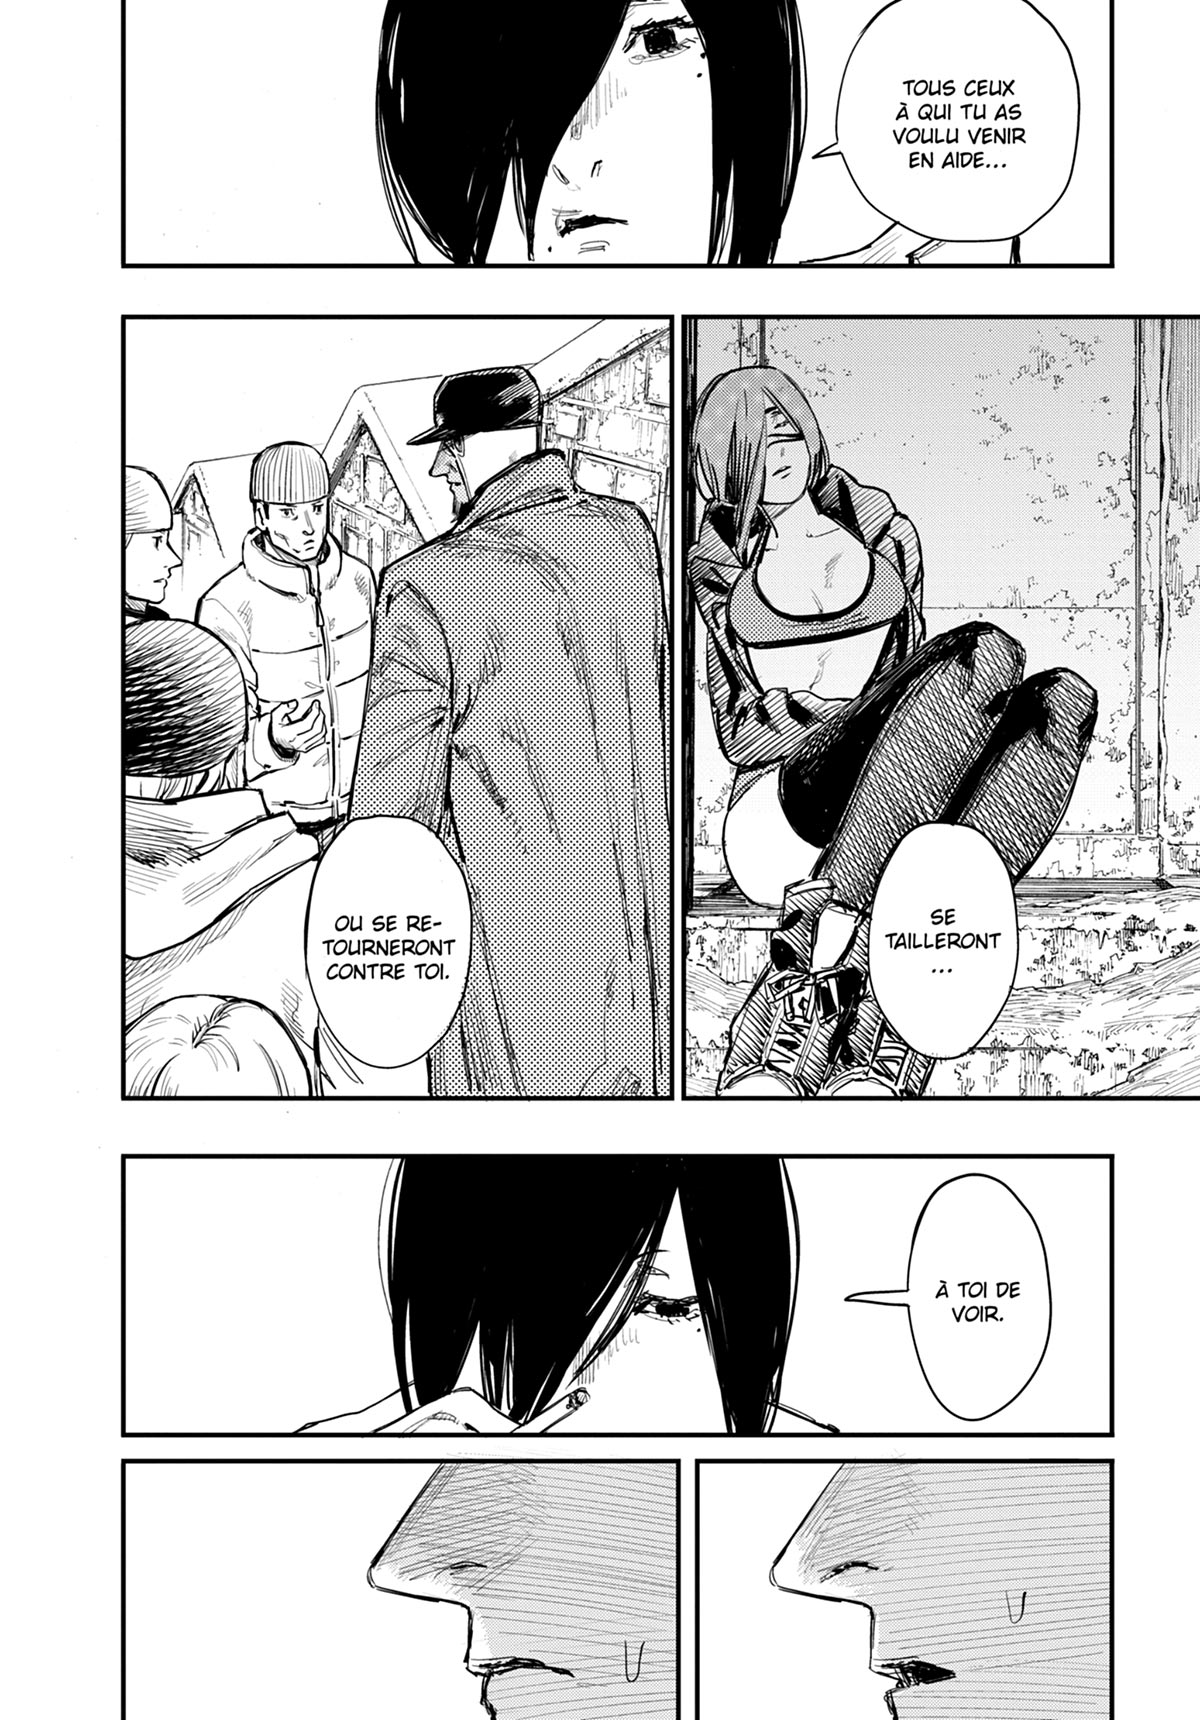 TOUS CEUX
À QUI TU AS
VOULU VENIR
EN AIDE...
SE
TAILLERONT
...
OU SE RE-
TOURNERONT
CONTRE TOI.
À TOI DE
VOIR.